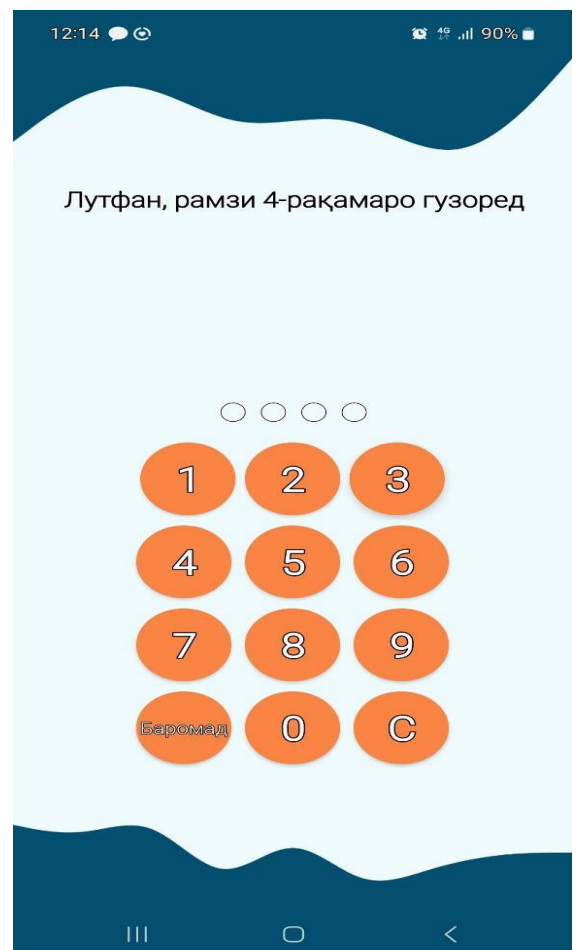 12:14 4G 90%
Лутфан, рамзи 4-рақамаро гузоред
1 2 3
4 5 6
7 8 9
Баромад 0 C